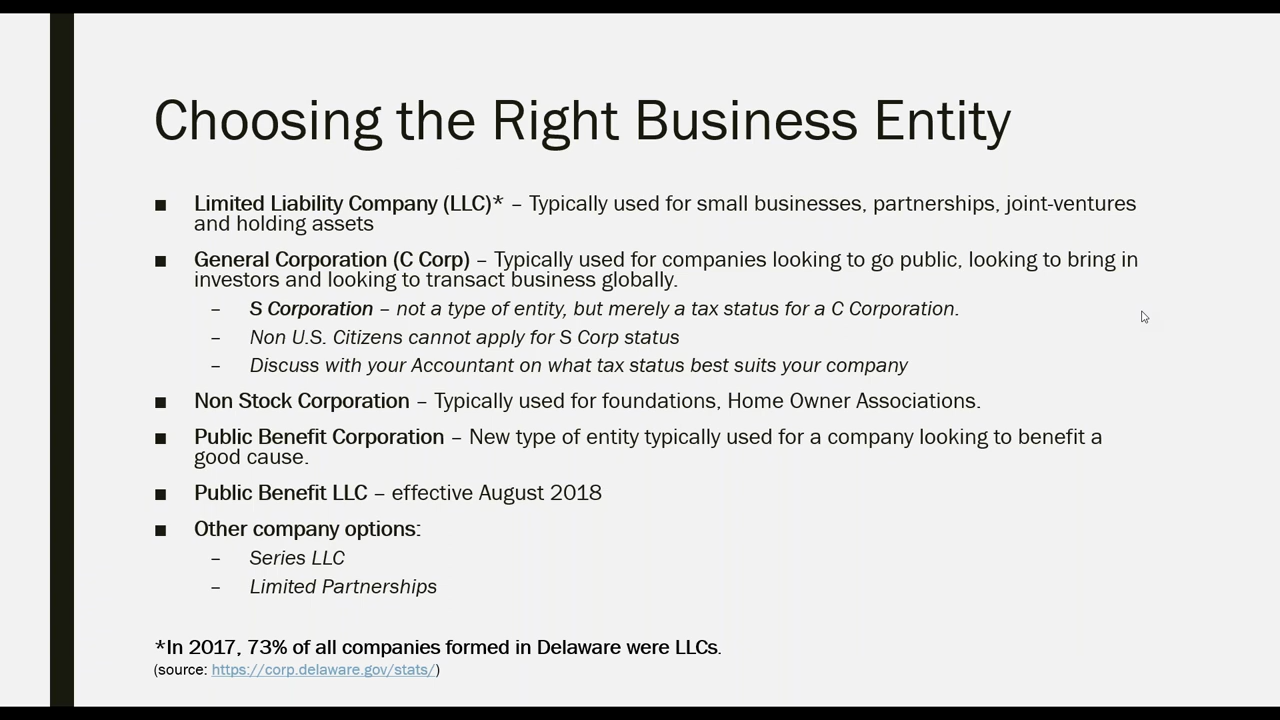 Choosing the Right Business Entity
■ Limited Liability Company (LLC)* – Typically used for small businesses, partnerships, joint-ventures
and holding assets
■ General Corporation (C Corp) – Typically used for companies looking to go public, looking to bring in
investors and looking to transact business globally.
– S Corporation – not a type of entity, but merely a tax status for a C Corporation.
– Non U.S. Citizens cannot apply for S Corp status
– Discuss with your Accountant on what tax status best suits your company
■ Non Stock Corporation – Typically used for foundations, Home Owner Associations.
■ Public Benefit Corporation – New type of entity typically used for a company looking to benefit a
good cause.
■ Public Benefit LLC – effective August 2018
■ Other company options:
– Series LLC
– Limited Partnerships
*In 2017, 73% of all companies formed in Delaware were LLCs.
(source: https://corp.delaware.gov/stats/)